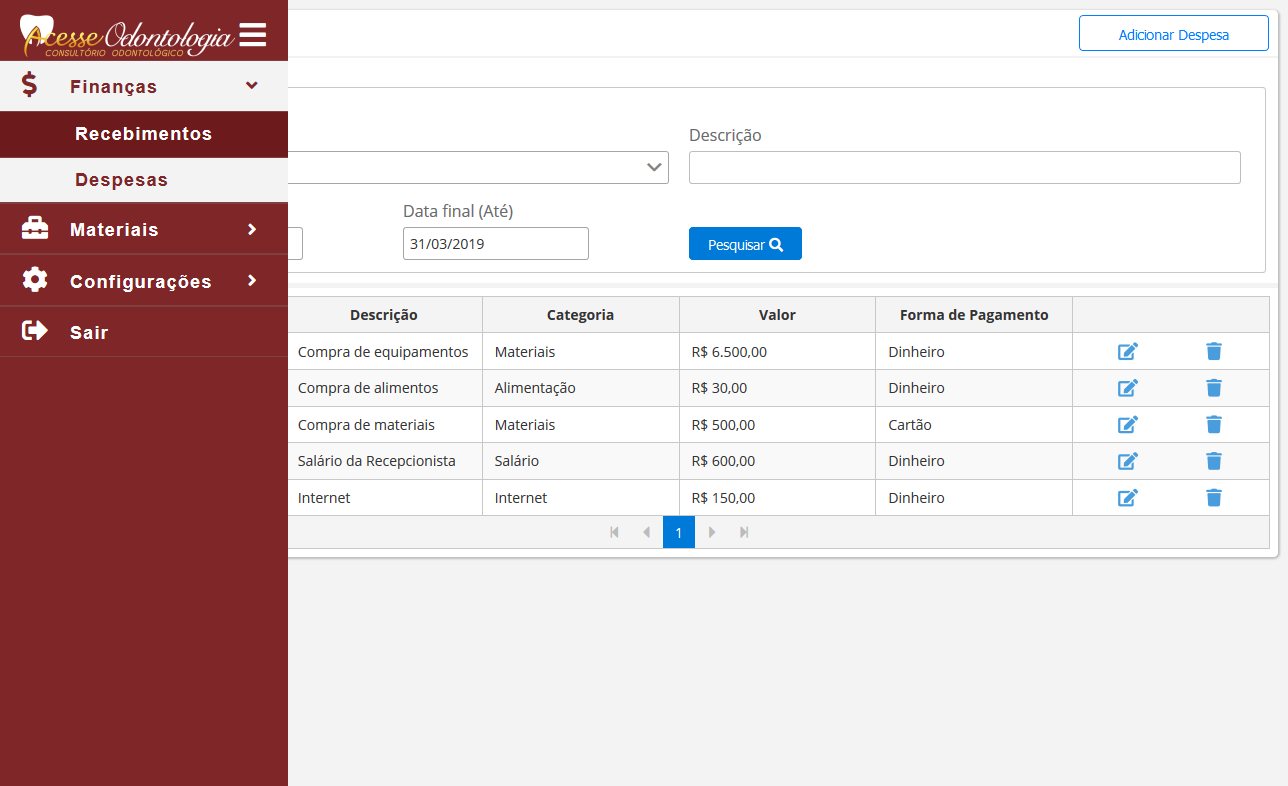 Acesse Odontologia
CONSULTÓRIO ODONTOLÓGICO
Adicionar Despesa
Finanças
Recebimentos
Despesas
Materiais
Configurações
Sair
Descrição
Data final (Até)
31/03/2019
Pesquisar
Descrição Categoria Valor Forma de Pagamento
Compra de equipamentos Materiais R$ 6.500,00 Dinheiro
Compra de alimentos Alimentação R$ 30,00 Dinheiro
Compra de materiais Materiais R$ 500,00 Cartão
Salário da Recepcionista Salário R$ 600,00 Dinheiro
Internet Internet R$ 150,00 Dinheiro
1